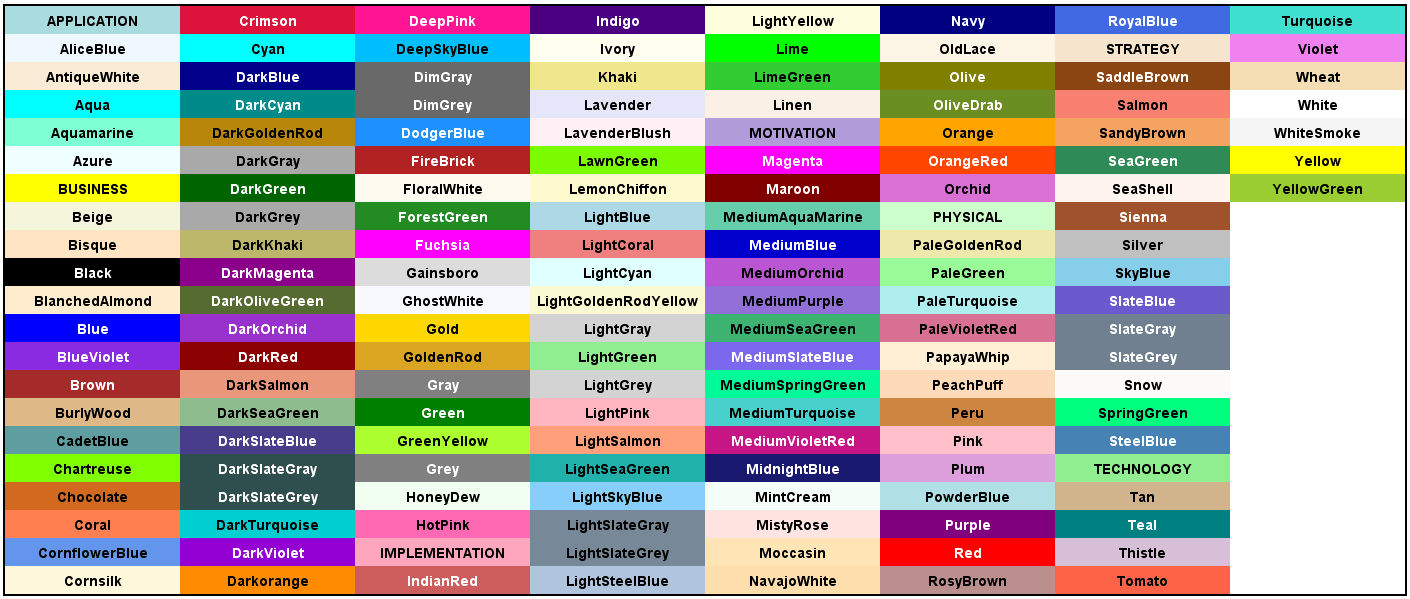 APPLICATION Crimson DeepPink Indigo LightYellow Navy RoyalBlue Turquoise
AliceBlue Cyan DeepSkyBlue Ivory Lime OldLace STRATEGY Violet
AntiqueWhite DarkBlue DimGray Khaki LimeGreen Olive SaddleBrown Wheat
Aqua DarkCyan DimGrey Lavender Linen OliveDrab Salmon White
Aquamarine DarkGoldenRod DodgerBlue LavenderBlush MOTIVATION Orange SandyBrown WhiteSmoke
Azure DarkGray FireBrick LawnGreen Magenta OrangeRed SeaGreen Yellow
BUSINESS DarkGreen FloralWhite LemonChiffon Maroon Orchid SeaShell YellowGreen
Beige DarkGrey ForestGreen LightBlue MediumAquaMarine PHYSICAL Sienna
Bisque DarkKhaki Fuchsia LightCoral MediumBlue PaleGoldenRod Silver
Black DarkMagenta Gainsboro LightCyan MediumOrchid PaleGreen SkyBlue
BlanchedAlmond DarkOliveGreen GhostWhite LightGoldenRodYellow MediumPurple PaleTurquoise SlateBlue
Blue DarkOrchid Gold LightGray MediumSeaGreen PaleVioletRed SlateGray
BlueViolet DarkRed GoldenRod LightGreen MediumSlateBlue PapayaWhip SlateGrey
Brown DarkSalmon Gray LightGrey MediumSpringGreen PeachPuff Snow
BurlyWood DarkSeaGreen Green LightPink MediumTurquoise Peru SpringGreen
CadetBlue DarkSlateBlue GreenYellow LightSalmon MediumVioletRed Pink SteelBlue
Chartreuse DarkSlateGray Grey LightSeaGreen MidnightBlue Plum TECHNOLOGY
Chocolate DarkSlateGrey HoneyDew LightSkyBlue MintCream PowderBlue Tan
Coral DarkTurquoise HotPink LightSlateGray MistyRose Purple Teal
CornflowerBlue DarkViolet IMPLEMENTATION LightSlateGrey Moccasin Red Thistle
Cornsilk Darkorange IndianRed LightSteelBlue NavajoWhite RosyBrown Tomato